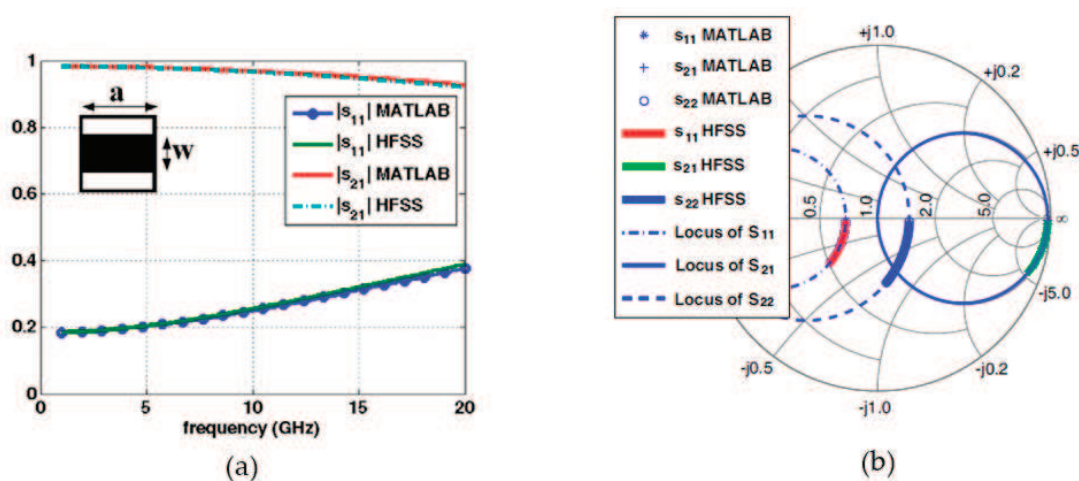 1
0.8
0.6
0.4
0.2
0
a
W
|s11| MATLAB
|s11| HFSS
|s21| MATLAB
|s21| HFSS
0 5 10 15 20
frequency (GHz)
(a)
s11 MATLAB
s21 MATLAB
s22 MATLAB
s11 HFSS
s21 HFSS
s22 HFSS
Locus of S11
Locus of S21
Locus of S22
+j1.0
+j0.2
+j0.5
0.5
1.0
2.0
5.0
∞
-j5.0
-j0.5
-j0.2
-j1.0
(b)